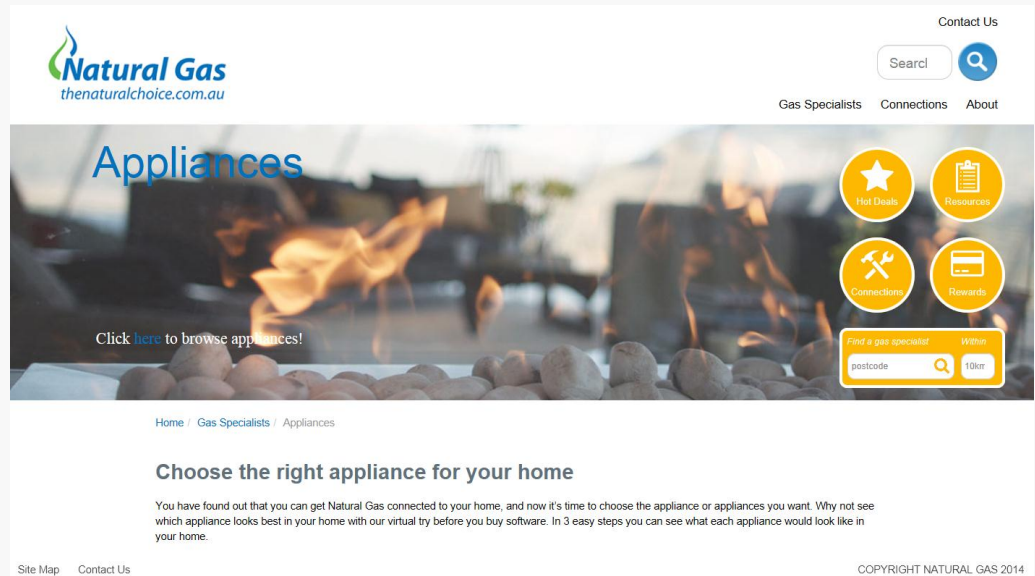 Contact Us
Natural Gas
thenaturalchoice.com.au
Searcl
Gas Specialists Connections About
Appliances
Hot Deals
Resources
Connections
Rewards
Click here to browse appliances!
Find a gas specialist Within
postcode 10km
Home / Gas Specialists / Appliances
Choose the right appliance for your home
You have found out that you can get Natural Gas connected to your home, and now it's time to choose the appliance or appliances you want. Why not see
which appliance looks best in your home with our virtual try before you buy software. In 3 easy steps you can see what each appliance would look like in
your home.
Site Map Contact Us
COPYRIGHT NATURAL GAS 2014